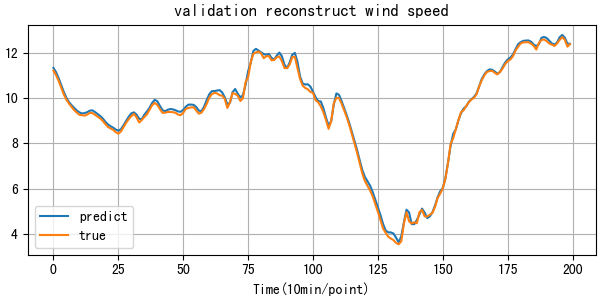 validation reconstruct wind speed
12
10
8
6
4
predict
true
0 25 50 75 100 125 150 175 200
Time(10min/point)